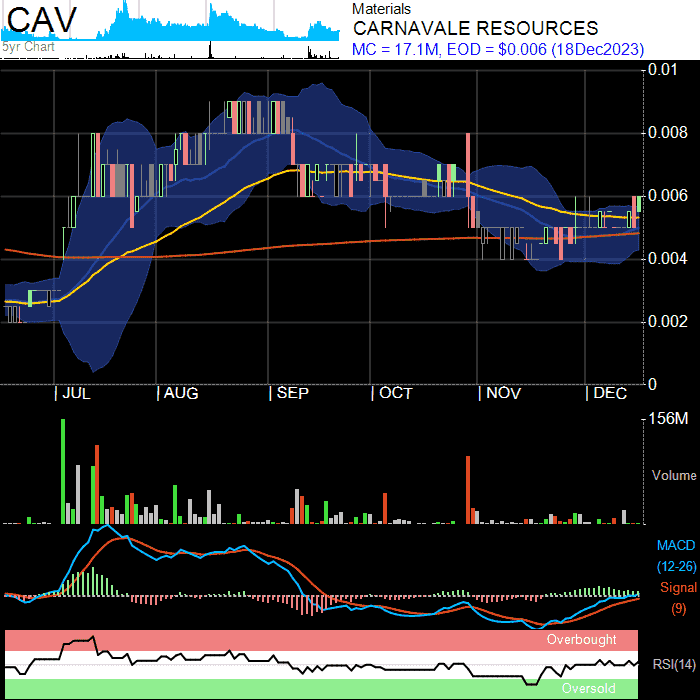 CAV
5yr Chart
Materials
CARNAVALE RESOURCES
MC = 17.1M, EOD = $0.006 (18Dec2023)
0.01
0.008
0.006
0.004
0.002
0
| JUL | AUG | SEP | OCT | NOV | DEC
156M
Volume
MACD
(12-26)
Signal
(9)
Overbought
RSI(14)
Oversold